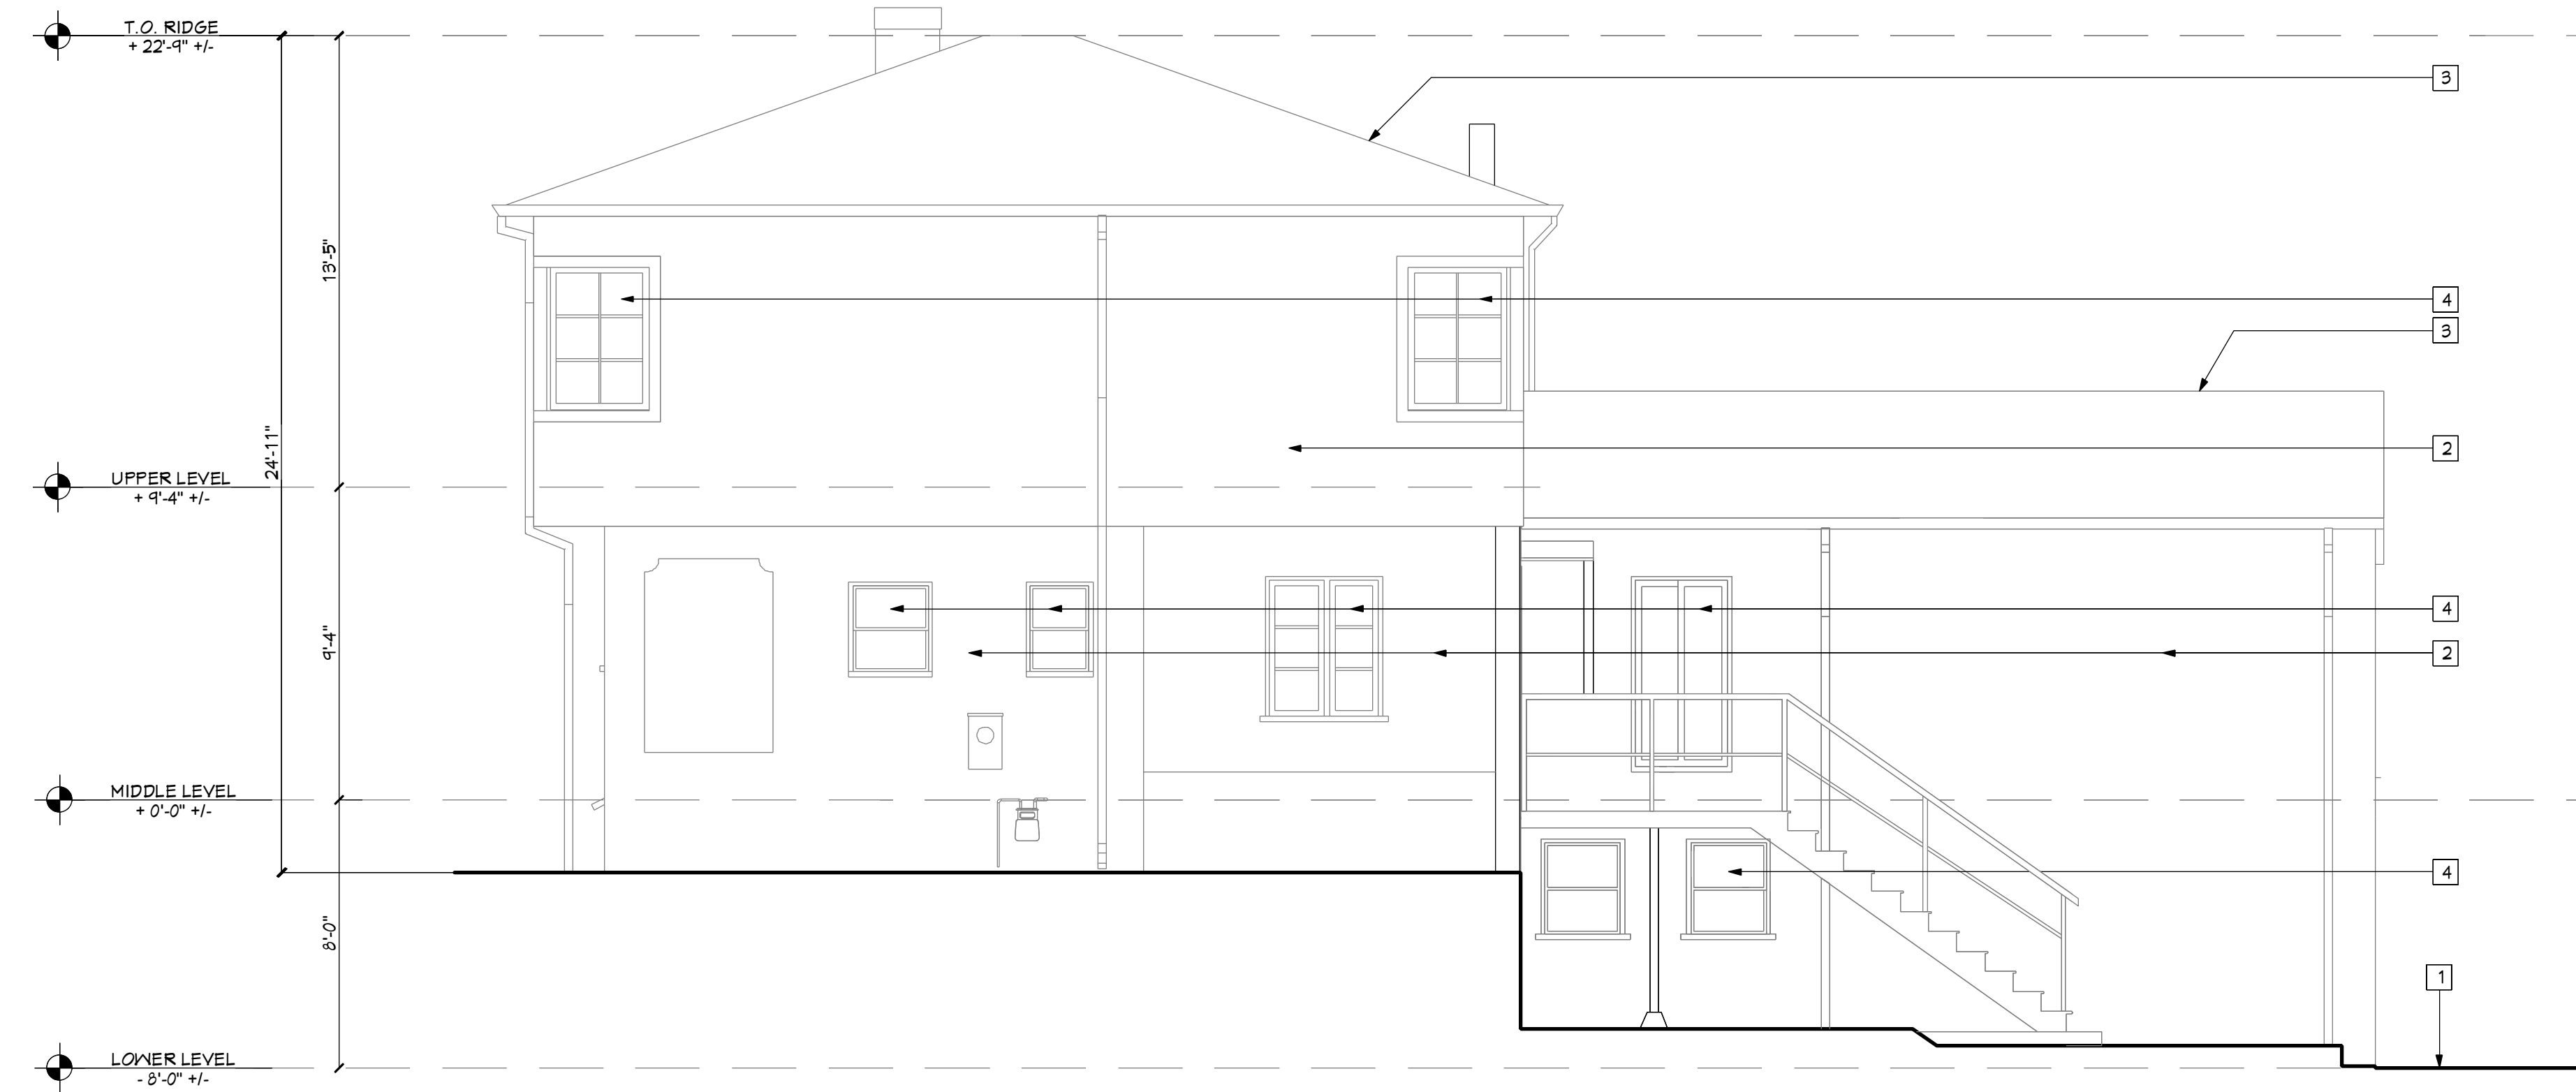 T.O. RIDGE
+ 22'-9" +/-
3
13'-5"
4
3
24'-11"
2
UPPER LEVEL
+ 9'-4" +/-
4
9'-4"
2
MIDDLE LEVEL
+ 0'-0" +/-
4
8'-0"
1
LOWER LEVEL
- 8'-0" +/-